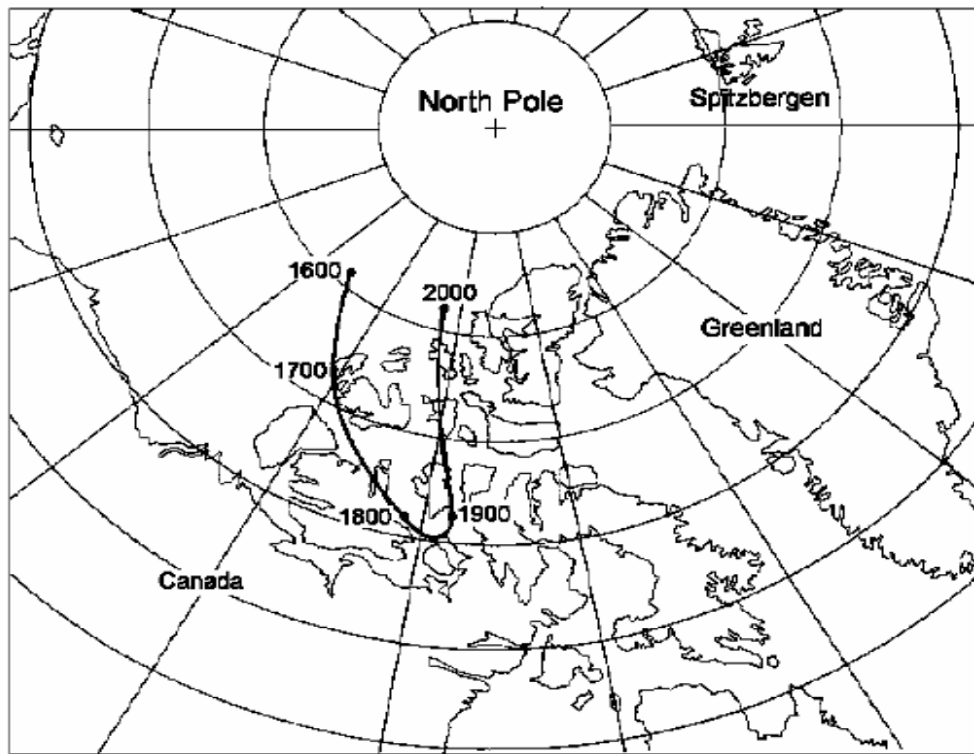 North Pole
Spitzbergen
1600
2000
Greenland
1700
1800
1900
Canada